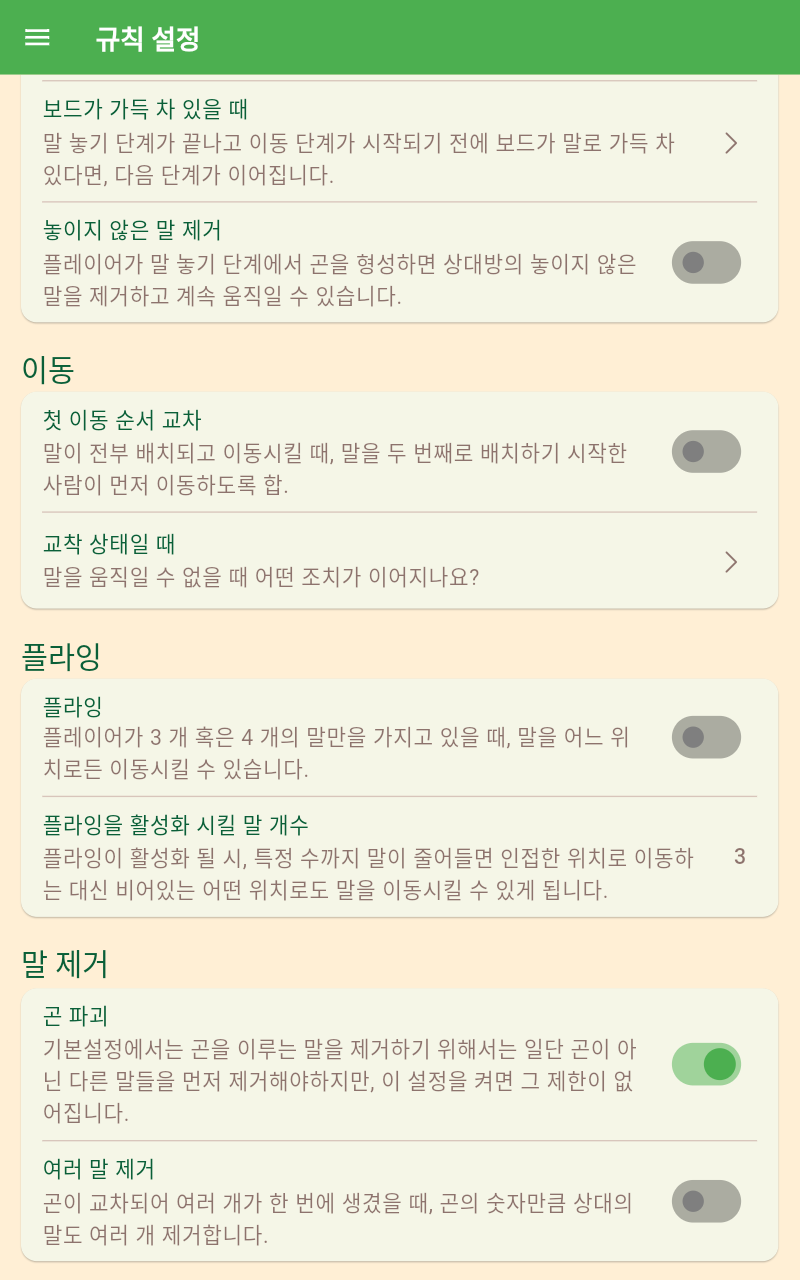 규칙 설정
보드가 가득 차 있을 때
말 놓기 단계가 끝나고 이동 단계가 시작되기 전에 보드가 말로 가득 차
있다면, 다음 단계가 이어집니다.
놓이지 않은 말 제거
플레이어가 말 놓기 단계에서 곤을 형성하면 상대방의 놓이지 않은
말을 제거하고 계속 움직일 수 있습니다.
이동
첫 이동 순서 교차
말이 전부 배치되고 이동시킬 때, 말을 두 번째로 배치하기 시작한
사람이 먼저 이동하도록 합.
교착 상태일 때
말을 움직일 수 없을 때 어떤 조치가 이어지나요?
플라잉
플라잉
플레이어가 3 개 혹은 4 개의 말만을 가지고 있을 때, 말을 어느 위
치로든 이동시킬 수 있습니다.
플라잉을 활성화 시킬 말 개수
플라잉이 활성화 될 시, 특정 수까지 말이 줄어들면 인접한 위치로 이동하
는 대신 비어있는 어떤 위치로도 말을 이동시킬 수 있게 됩니다.
3
말 제거
곤 파괴
기본설정에서는 곤을 이루는 말을 제거하기 위해서는 일단 곤이 아
닌 다른 말들을 먼저 제거해야하지만, 이 설정을 켜면 그 제한이 없
어집니다.
여러 말 제거
곤이 교차되어 여러 개가 한 번에 생겼을 때, 곤의 숫자만큼 상대의
말도 여러 개 제거합니다.